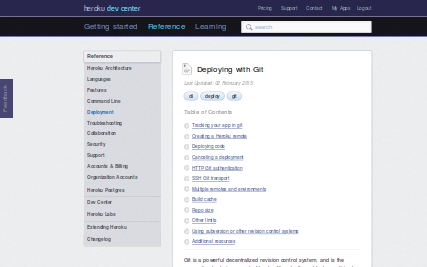 heroku dev center
Pricing Support Contact My Apps Logout
Getting started Reference Learning
search
Feedback
Reference
Heroku Architecture
Languages
Features
Command Line
Deployment
Troubleshooting
Collaboration
Security
Support
Accounts & Billing
Organization Accounts
Heroku Postgres
Dev Center
Heroku Labs
Extending Heroku
Changelog
Deploying with Git
Last Updated: 02 February 2015
cli deploy git
Table of Contents
Tracking your app in git
Creating a Heroku remote
Deploying code
Canceling a deployment
HTTP Git authentication
SSH Git transport
Multiple remotes and environments
Build cache
Repo size
Other limits
Using subversion or other revision control systems
Additional resources
Git is a powerful decentralized revision control system, and is the